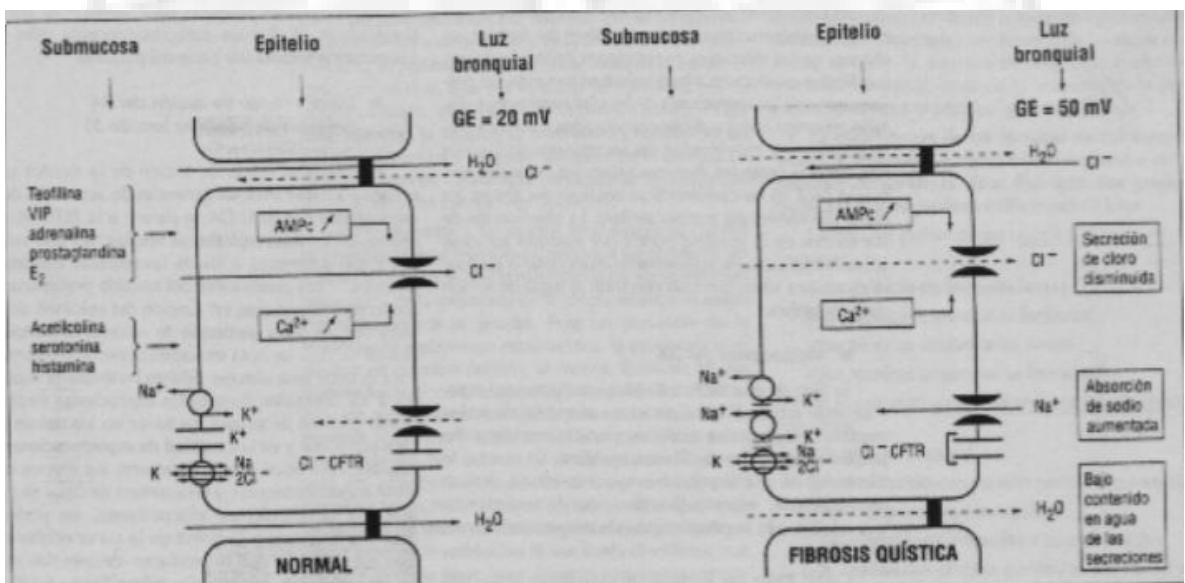 Submucosa
Epitelio
Luz
bronquial
GE = 20 mV
H₂O
Cl⁻
Teofilina
VIP
adrenalina
prostaglandina
AMPc
Cl⁻
Ca²⁺
Acetilcolina
serotonina
histamina
Na⁺
K⁺
K⁺
Cl⁻ CFTR
K
Na
2Cl
H₂O
NORMAL
Submucosa
Epitelio
Luz
bronquial
GE = 50 mV
H₂O
Cl⁻
AMPc
Cl⁻
Secreción
de cloro
disminuida
Ca²⁺
Na⁺
K⁺
Na⁺
K⁺
Na⁺
Absorción
de sodio
aumentada
Cl⁻ CFTR
K
Na
2Cl
H₂O
Bajo
contenido
en agua
de las
secreciones
FIBROSIS QUÍSTICA